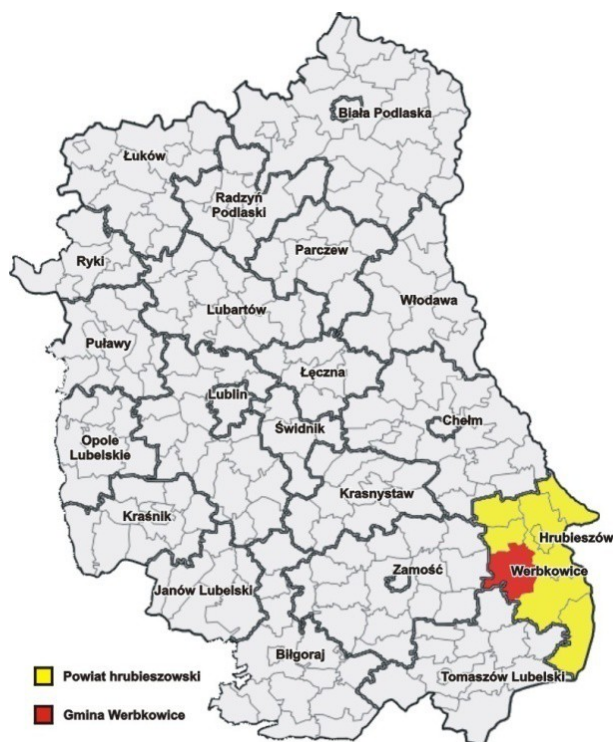 Biała Podlaska
Łuków
Radzyń
Podlaski
Parczew
Ryki
Włodawa
Lubartów
Puławy
Łęczna
Lublin
Chełm
Świdnik
Opole
Lubelskie
Krasnystaw
Kraśnik
Hrubieszów
Zamość
Werbkowice
Janów Lubelski
Biłgoraj
Powiat hrubieszowski
Tomaszów Lubelski
Gmina Werbkowice